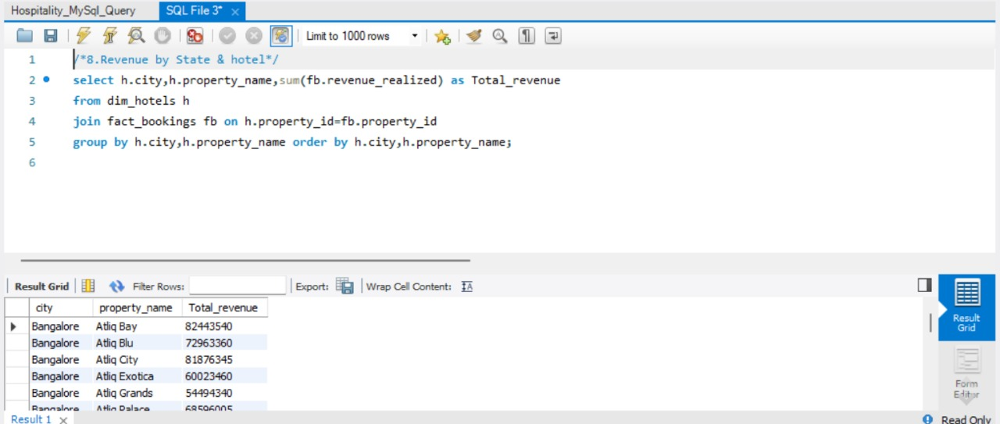 Hospitality_MySql_Query SQL File 3* ×
Limit to 1000 rows
1 /*8.Revenue by State & hotel*/
2 select h.city,h.property_name,sum(fb.revenue_realized) as Total_revenue
3 from dim_hotels h
4 join fact_bookings fb on h.property_id=fb.property_id
5 group by h.city,h.property_name order by h.city,h.property_name;
6
Result Grid Filter Rows: Export: Wrap Cell Content:
city property_name Total_revenue
Bangalore Atliq Bay 82443540
Bangalore Atliq Blu 72963360
Bangalore Atliq City 81876345
Bangalore Atliq Exotica 60023460
Bangalore Atliq Grands 54494340
Bangalore Atliq Palace 68596005
Result
Grid
Form
Editor
Result 1 × Read Only